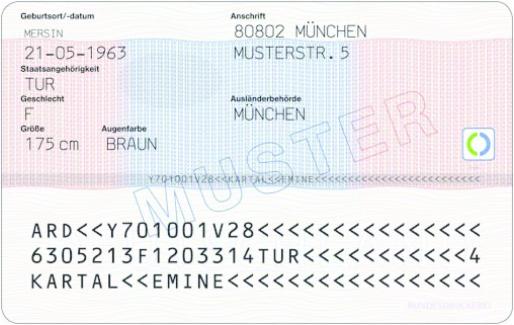 Geburtsort/-datum
MERSIN
21-05-1963
Staatsangehörigkeit
TUR
Geschlecht
F
Größe Augenfarbe
175 cm BRAUN
Anschrift
80802 MÜNCHEN
MUSTERSTR. 5
Ausländerbehörde
MÜNCHEN
MUSTER
Y701001V28<<KARTAL<<EMINE<<<<<<<<<<<<<<<<<<<<<<<
ARD<<Y701001V28<<<<<<<<<<<<<<<
6305213F1203314TUR<<<<<<<<<<<4
KARTAL<<EMINE<<<<<<<<<<<<<<<<<
BUNDESDRUCKEREI